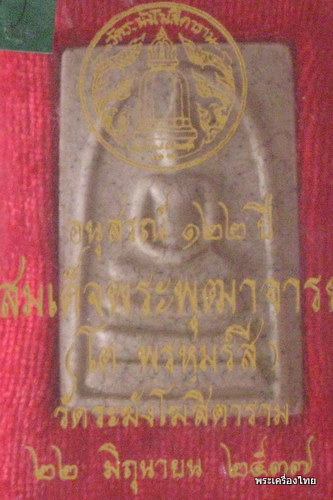 วัดระฆังโฆสิตาราม
อนุสรณ์ ๑๒๒ ปี
สมเด็จพระพุฒาจารย์
(โต พรหฺมรํสี)
วัดระฆังโฆสิตาราม
๒๒ มิถุนายน ๒๕๓๗
พระเครื่องไทย